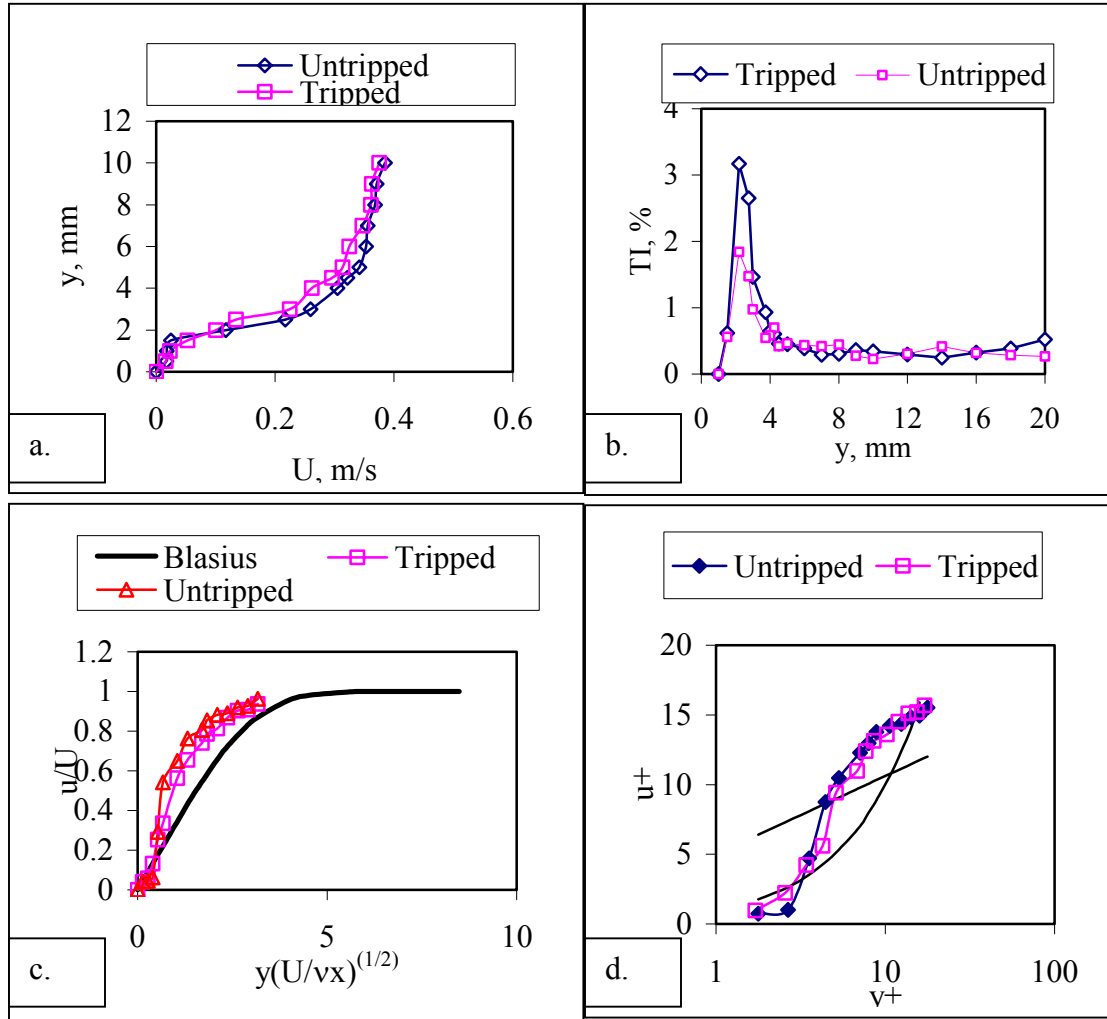 Untripped
Tripped
12
10
8
6
4
2
0
0 0.2 0.4 0.6
y, mm
U, m/s
a.
Tripped Untripped
4
3
2
1
0
0 4 8 12 16 20
TI, %
y, mm
b.
Blasius Tripped
Untripped
1.2
1
0.8
0.6
0.4
0.2
0
0 5 10
u/U
y(U/νx)^(1/2)
c.
Untripped Tripped
20
15
10
5
0
1 10 100
u+
y+
d.